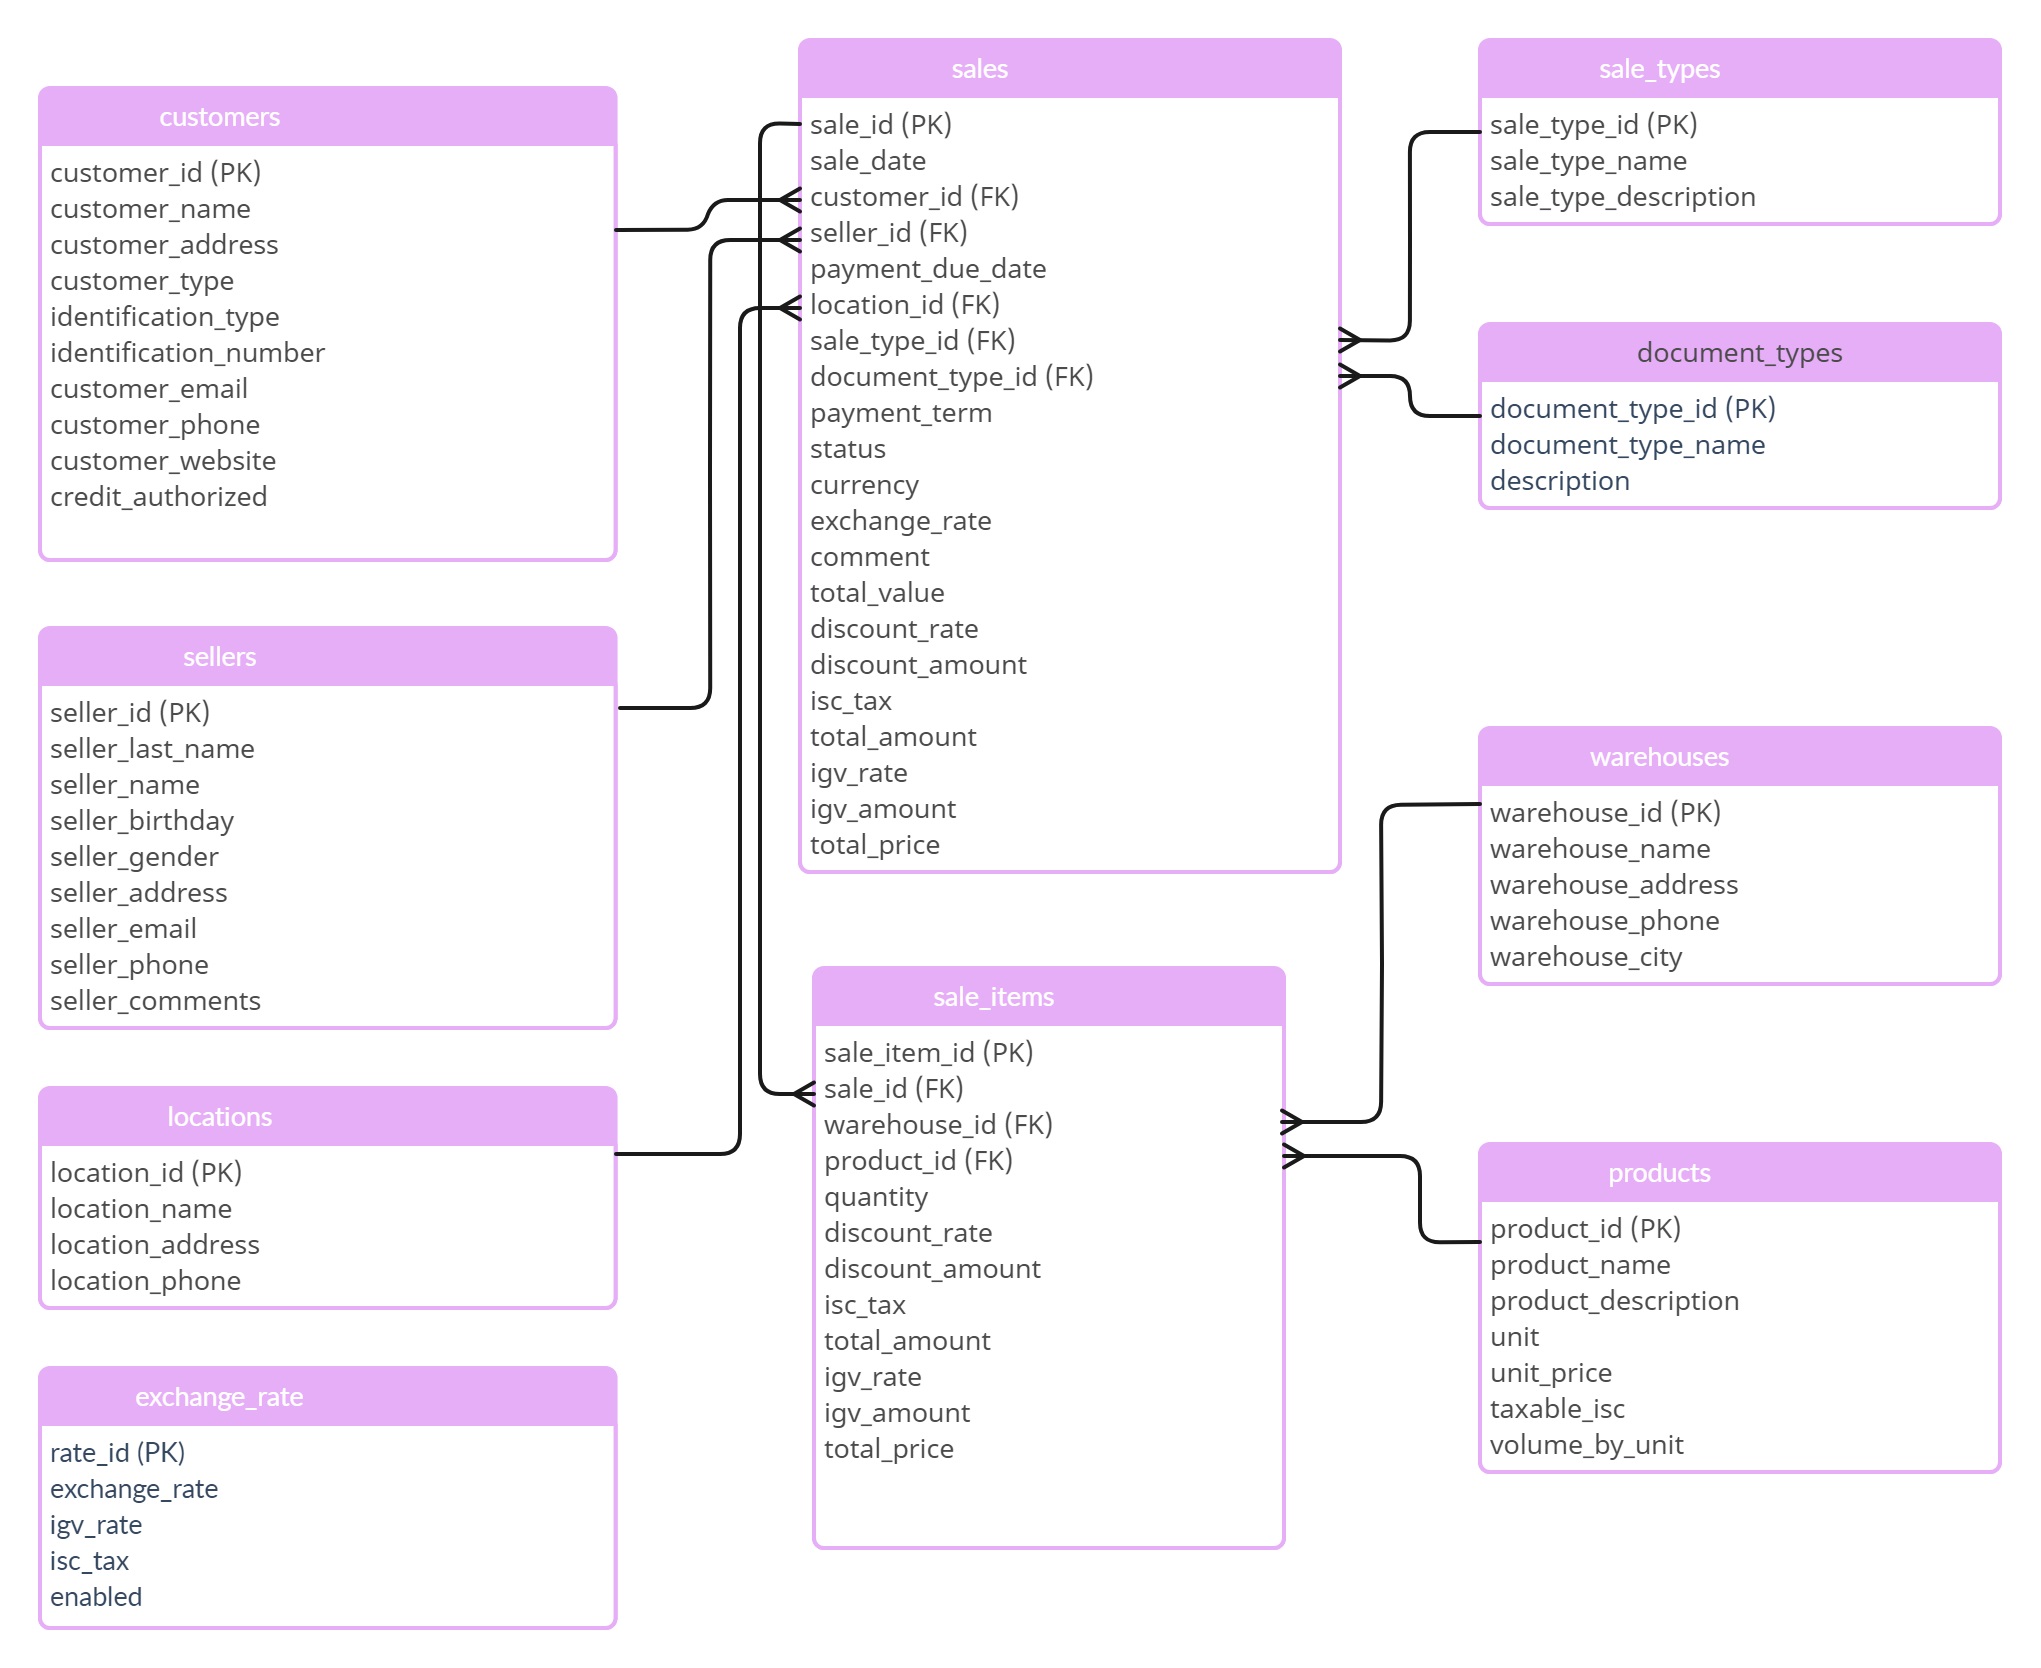 customers
customer_id (PK)
customer_name
customer_address
customer_type
identification_type
identification_number
customer_email
customer_phone
customer_website
credit_authorized
sellers
seller_id (PK)
seller_last_name
seller_name
seller_birthday
seller_gender
seller_address
seller_email
seller_phone
seller_comments
locations
location_id (PK)
location_name
location_address
location_phone
exchange_rate
rate_id (PK)
exchange_rate
igv_rate
isc_tax
enabled
sales
sale_id (PK)
sale_date
customer_id (FK)
seller_id (FK)
payment_due_date
location_id (FK)
sale_type_id (FK)
document_type_id (FK)
payment_term
status
currency
exchange_rate
comment
total_value
discount_rate
discount_amount
isc_tax
total_amount
igv_rate
igv_amount
total_price
sale_items
sale_item_id (PK)
sale_id (FK)
warehouse_id (FK)
product_id (FK)
quantity
discount_rate
discount_amount
isc_tax
total_amount
igv_rate
igv_amount
total_price
sale_types
sale_type_id (PK)
sale_type_name
sale_type_description
document_types
document_type_id (PK)
document_type_name
description
warehouses
warehouse_id (PK)
warehouse_name
warehouse_address
warehouse_phone
warehouse_city
products
product_id (PK)
product_name
product_description
unit
unit_price
taxable_isc
volume_by_unit